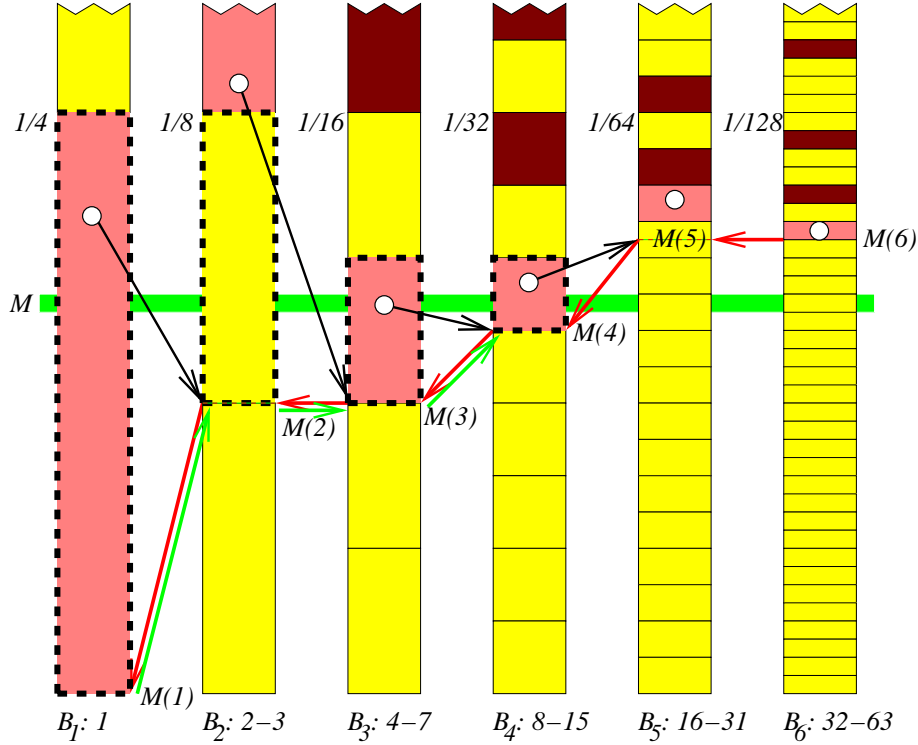 1/4 1/8 1/16 1/32 1/64 1/128
M(5) M(6)
M
M(4)
M(3)
M(2)
M(1)
B1: 1 B2: 2−3 B3: 4−7 B4: 8−15 B5: 16−31 B6: 32−63